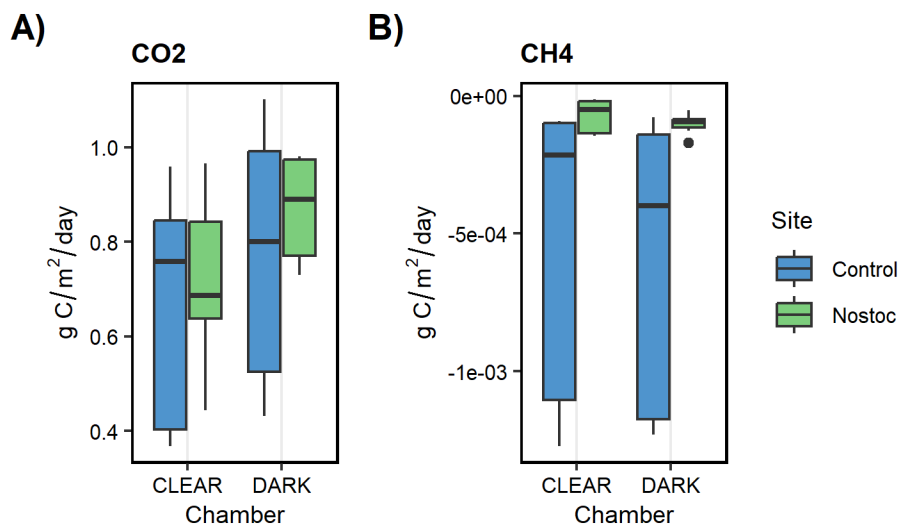 A)
CO2
g C/m²/day
1.0
0.8
0.6
0.4
CLEAR DARK
Chamber
B)
CH4
g C/m²/day
0e+00
-5e-04
-1e-03
CLEAR DARK
Chamber
Site
Control
Nostoc